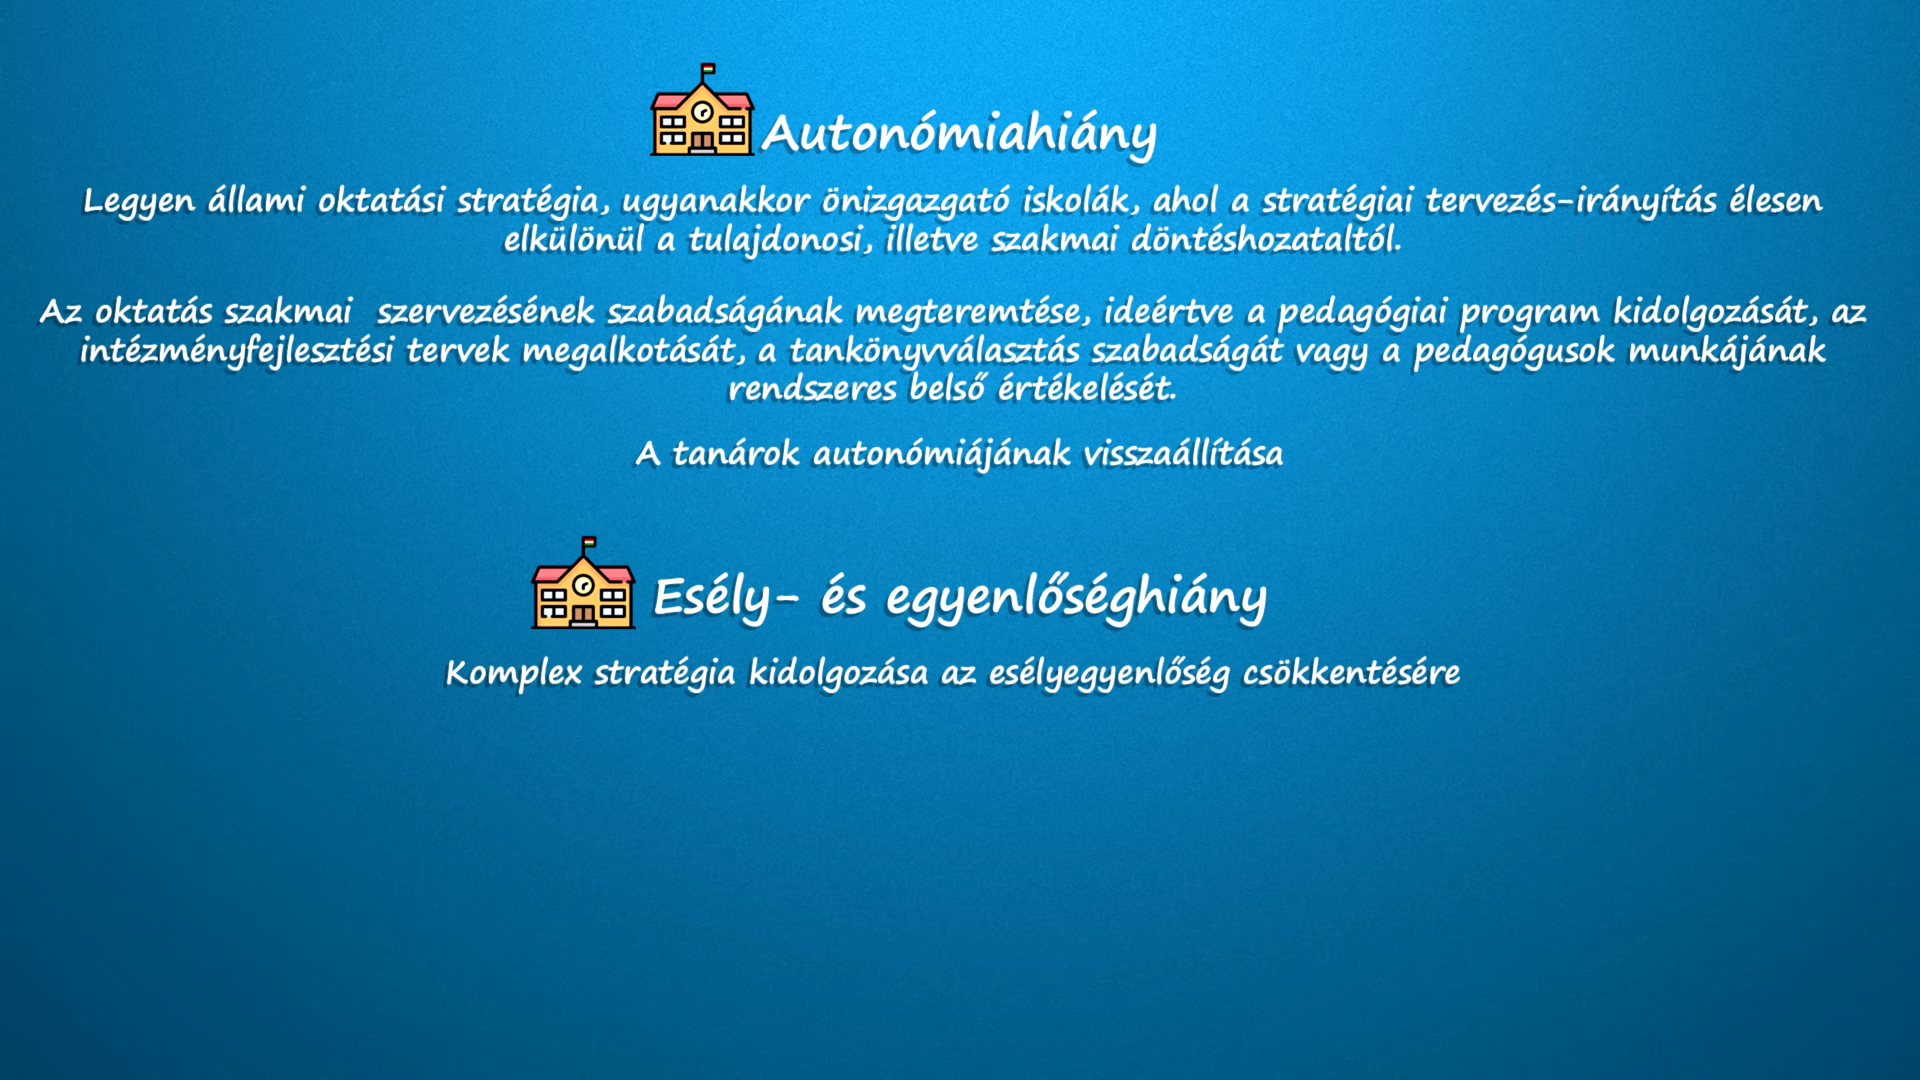 Autonómiahiány
Legyen állami oktatási stratégia, ugyanakkor önizgazgató iskolák, ahol a stratégiai tervezés-irányítás élesen
elkülönül a tulajdonosi, illetve szakmai döntéshozataltól.
Az oktatás szakmai  szervezésének szabadságának megteremtése, ideértve a pedagógiai program kidolgozását, az
intézményfejlesztési tervek megalkotását, a tankönyvválasztás szabadságát vagy a pedagógusok munkájának
rendszeres belső értékelését.
A tanárok autonómiájának visszaállítása
Esély- és egyenlőséghiány
Komplex stratégia kidolgozása az esélyegyenlőség csökkentésére